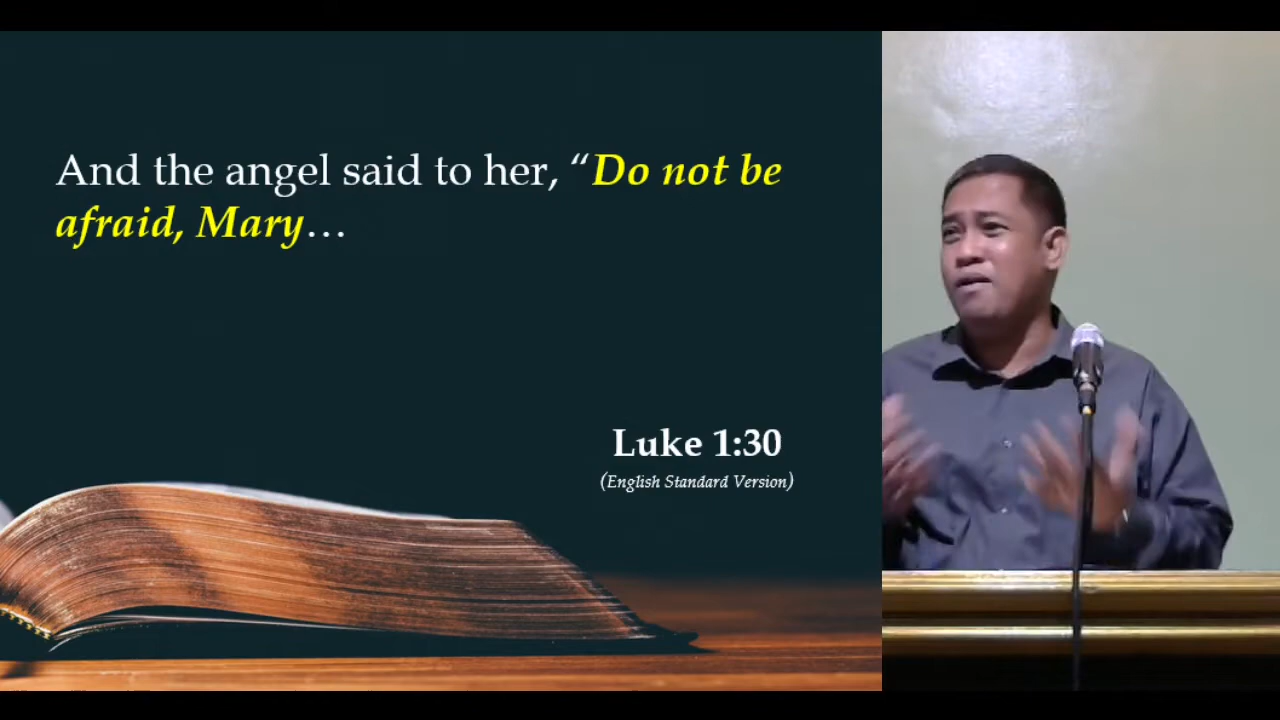 And the angel said to her, “Do not be
afraid, Mary…
Luke 1:30
(English Standard Version)